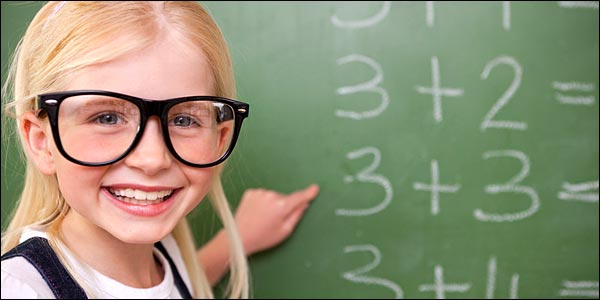 3 + 2 =
3 + 3 =
3 + 4 =